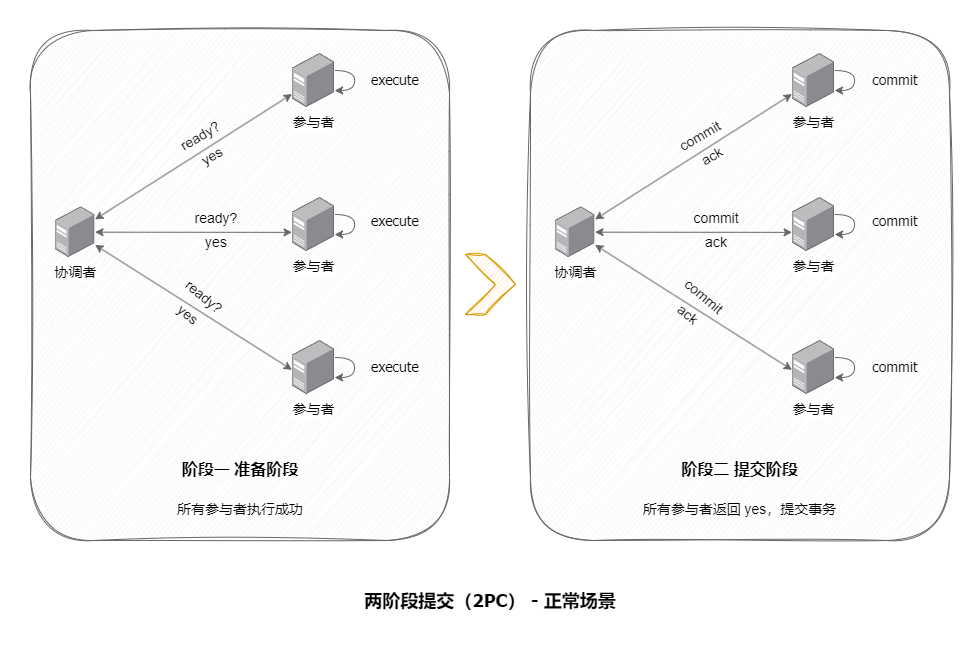 execute
参与者
ready?
yes
ready?
yes
execute
参与者
协调者
ready?
yes
execute
参与者
阶段一 准备阶段
所有参与者执行成功
commit
参与者
commit
ack
commit
ack
commit
参与者
协调者
commit
ack
commit
参与者
阶段二 提交阶段
所有参与者返回 yes，提交事务
两阶段提交（2PC） - 正常场景